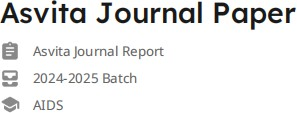 Asvita Journal Paper
Asvita Journal Report
2024-2025 Batch
AIDS